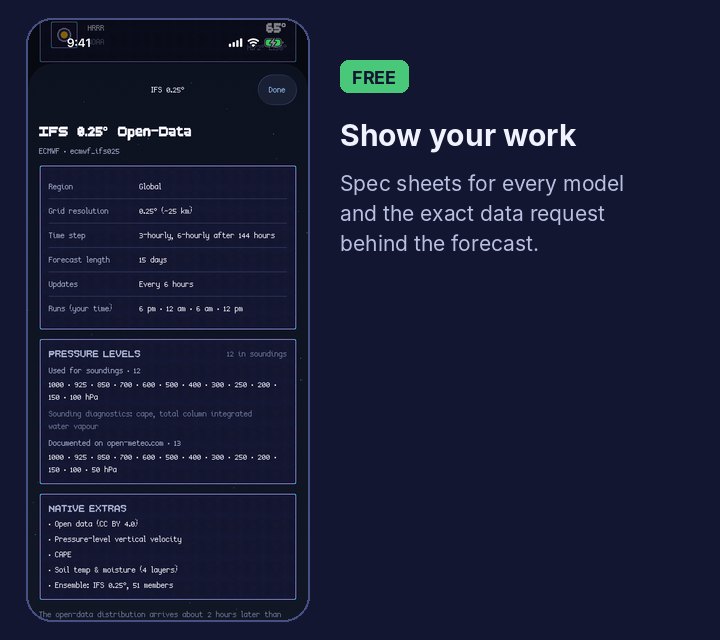 HRRR
65°
9:41
IFS 0.25°
Done
IFS 0.25° Open-Data
ECMWF · ecmwf_ifs025
Region Global
Grid resolution 0.25° (~25 km)
Time step 3-hourly, 6-hourly after 144 hours
Forecast length 15 days
Updates Every 6 hours
Runs (your time) 6 pm · 12 am · 6 am · 12 pm
PRESSURE LEVELS 12 in soundings
Used for soundings · 12
1000 · 925 · 850 · 700 · 600 · 500 · 400 · 300 · 250 · 200 ·
150 · 100 hPa
Sounding diagnostics: cape, total column integrated
water vapour
Documented on open-meteo.com · 13
1000 · 925 · 850 · 700 · 600 · 500 · 400 · 300 · 250 · 200 ·
150 · 100 · 50 hPa
NATIVE EXTRAS
· Open data (CC BY 4.0)
· Pressure-level vertical velocity
· CAPE
· Soil temp & moisture (4 layers)
· Ensemble: IFS 0.25°, 51 members
The open-data distribution arrives about 2 hours later than
FREE
Show your work
Spec sheets for every model
and the exact data request
behind the forecast.